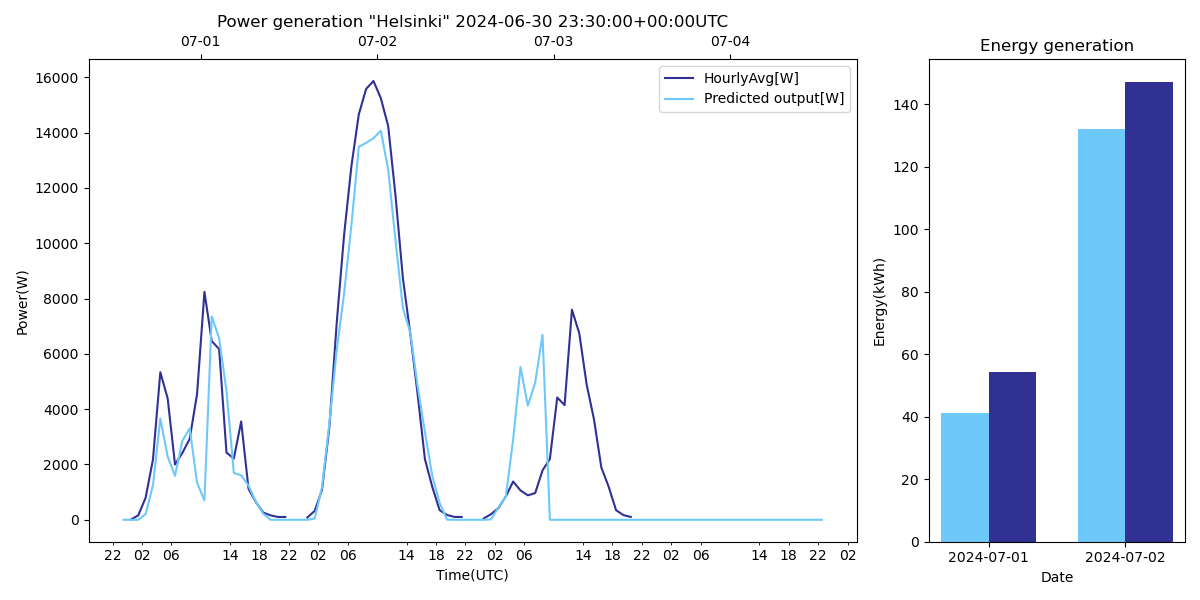 Power generation "Helsinki" 2024-06-30 23:30:00+00:00UTC
07-01 07-02 07-03 07-04
HourlyAvg[W]
Predicted output[W]
Power(W)
16000
14000
12000
10000
8000
6000
4000
2000
0
22 02 06 14 18 22 02 06 14 18 22 02 06 14 18 22 02 06 14 18 22 02
Time(UTC)
Energy generation
Energy(kWh)
140
120
100
80
60
40
20
0
2024-07-01 2024-07-02
Date